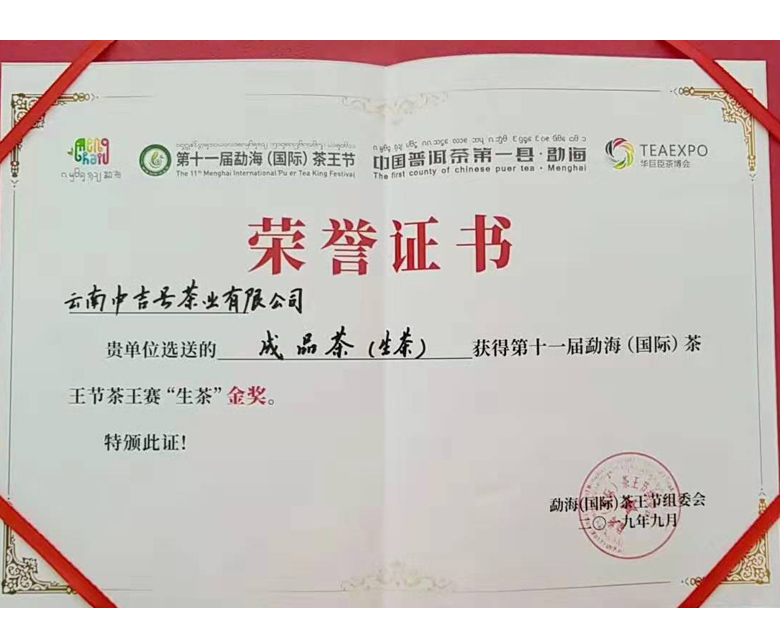 Meng
hai
第十一届勐海(国际)茶王节
The 11th Menghai International Pu er Tea King Festival
中国普洱茶第一县·勐海
The first county of chinese puer tea · Menghai
TEAEXPO
华巨臣茶博会
荣誉证书
云南中吉号茶业有限公司
贵单位选送的 成品茶(生茶) 获得第十一届勐海(国际)茶
王节茶王赛“生茶”金奖。
特颁此证!
勐海(国际)茶王节组委会
二〇一九年九月